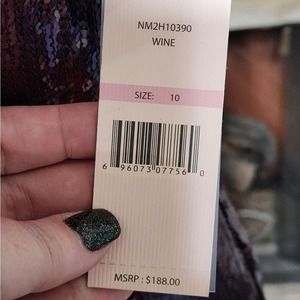 NM2H10390
WINE
SIZE: 10
6 96073 07756 0
MSRP : $188.00